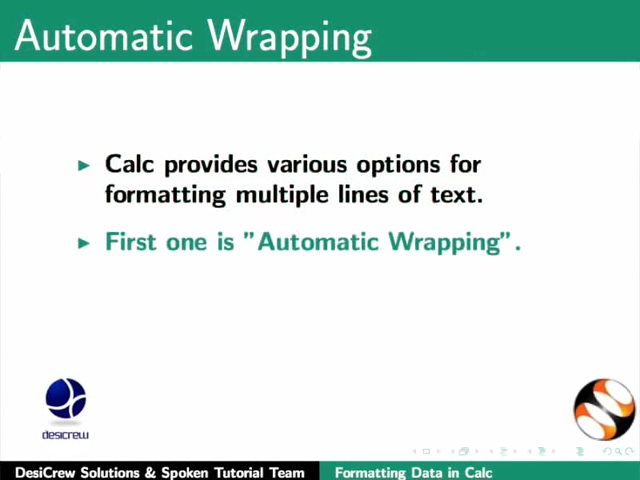 Automatic Wrapping
Calc provides various options for
formatting multiple lines of text.
First one is "Automatic Wrapping".
desicrew
DesiCrew Solutions & Spoken Tutorial Team
Formatting Data in Calc